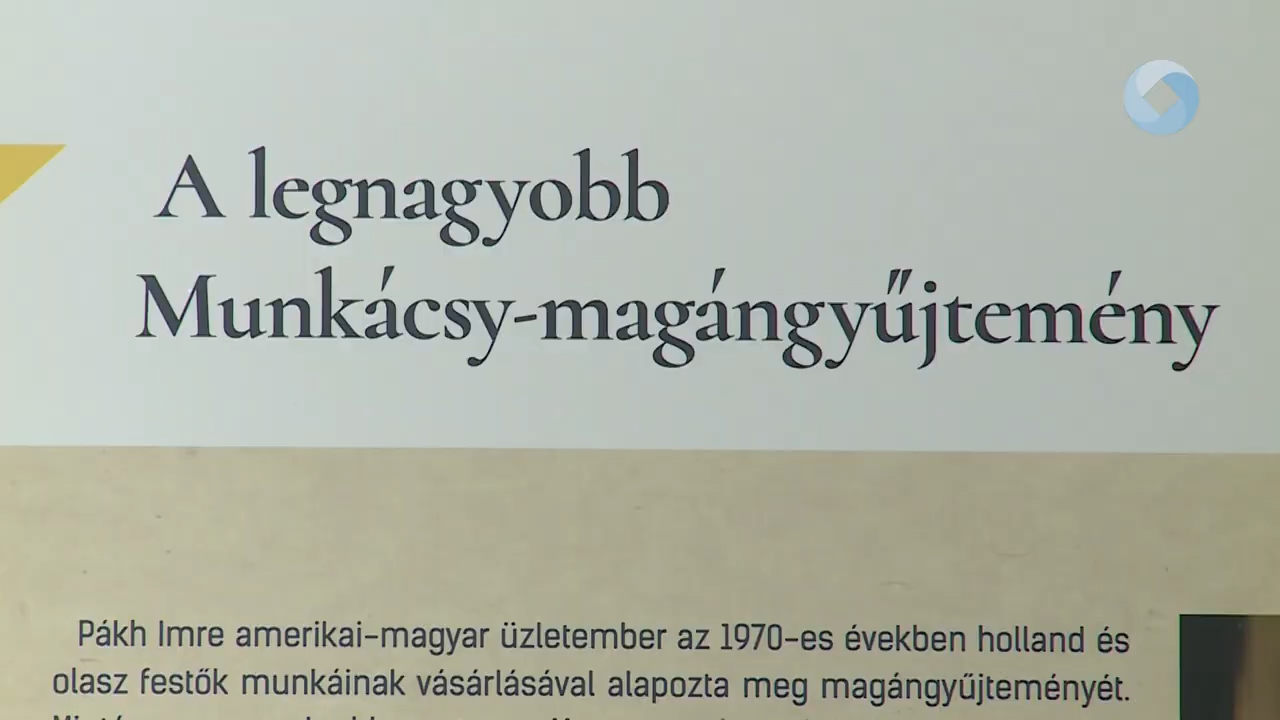 A legnagyobb
Munkácsy-magángyűjtemény
Pákh Imre amerikai-magyar üzletember az 1970-es években holland és
olasz festők munkáinak vásárlásával alapozta meg magángyűjteményét.